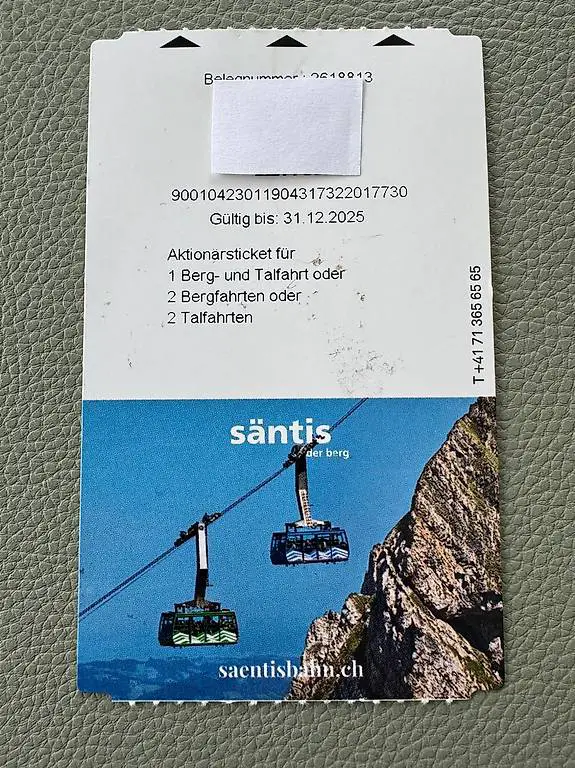 Belegnummer : 2618813
90010423011904317322017730
Gültig bis: 31.12.2025
Aktionärsticket für
1 Berg- und Talfahrt oder
2 Bergfahrten oder
2 Talfahrten
T +41 71 365 65 65
säntis
der berg
saentisbahn.ch